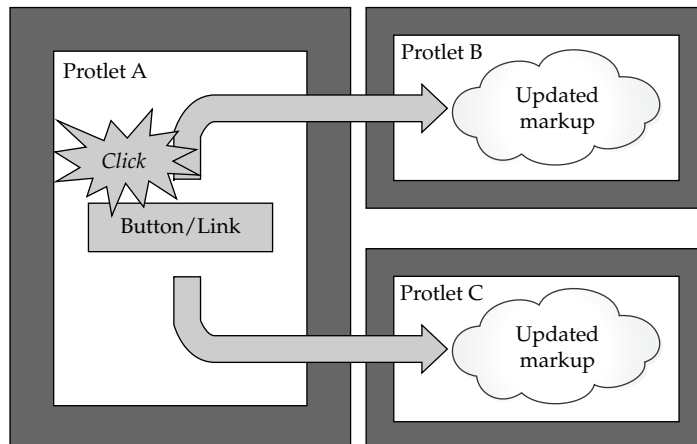 Protlet A
Click
Button/Link
Protlet B
Updated
markup
Protlet C
Updated
markup